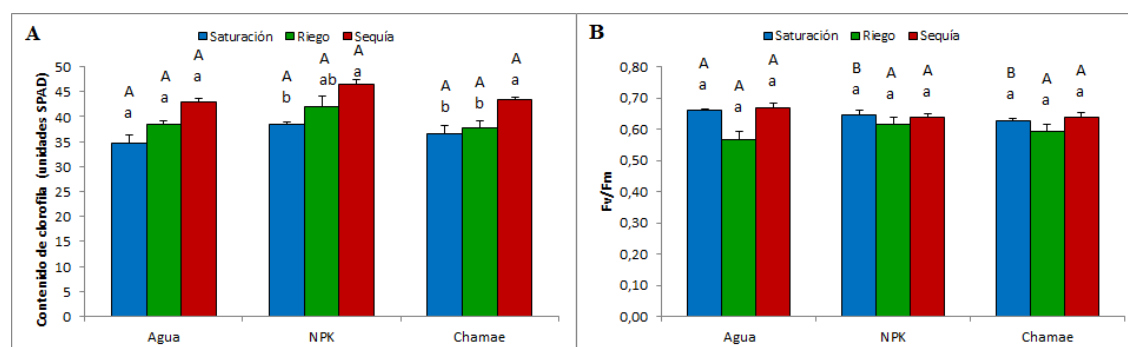 A
Saturación Riego Sequía
Contenido de clorofila (unidades SPAD)
50
45
40
35
30
25
20
15
10
5
0
A a
A a
A a
A b
A ab
A a
A b
A b
A a
Agua NPK Chamae
B
Saturación Riego Sequía
Fv/Fm
0,80
0,70
0,60
0,50
0,40
0,30
0,20
0,10
0,00
A a
A a
A a
B a
A a
A a
B a
A a
A a
Agua NPK Chamae